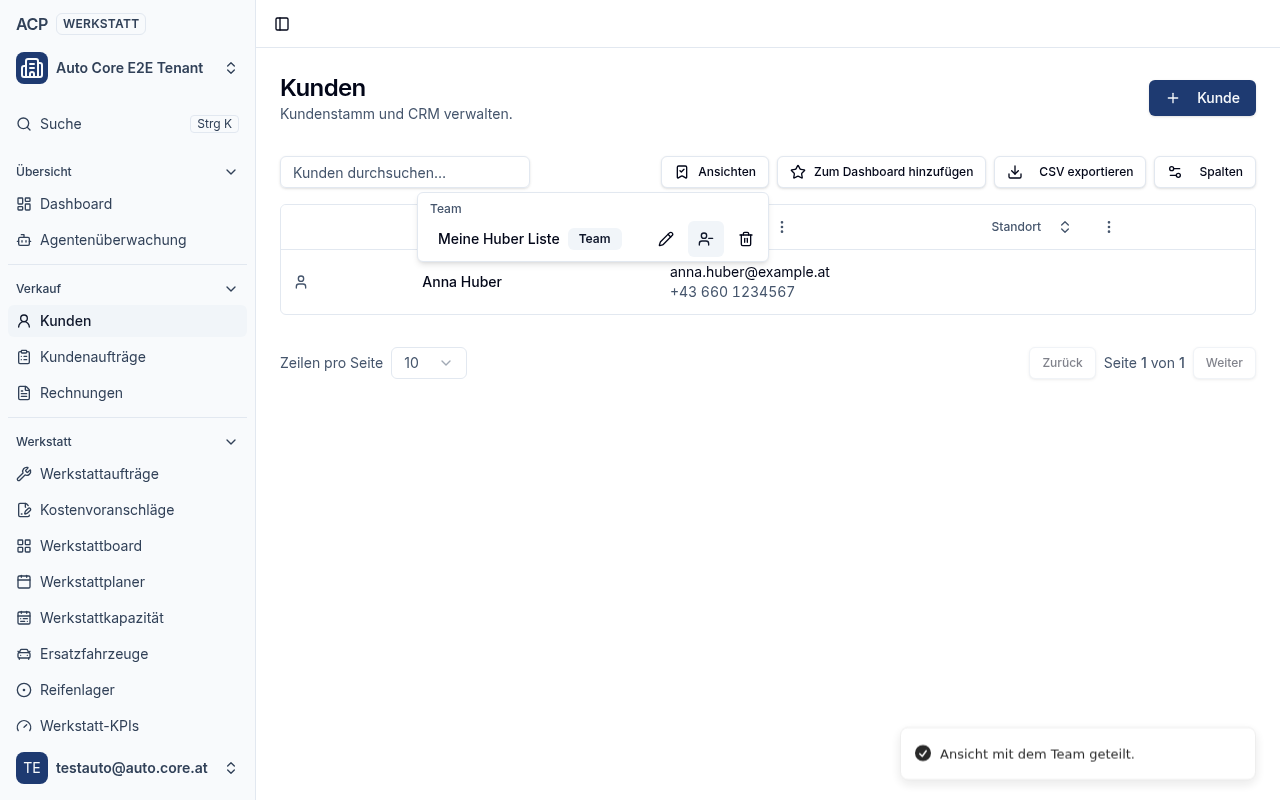 ACP WERKSTATT
Auto Core E2E Tenant
Suche Strg K
Übersicht
Dashboard
Agentenüberwachung
Verkauf
Kunden
Kundenaufträge
Rechnungen
Werkstatt
Werkstattaufträge
Kostenvoranschläge
Werkstattboard
Werkstattplaner
Werkstattkapazität
Ersatzfahrzeuge
Reifenlager
Werkstatt-KPIs
TE testauto@auto.core.at
Kunden
Kundenstamm und CRM verwalten.
Kunde
Kunden durchsuchen...
Ansichten
Zum Dashboard hinzufügen
CSV exportieren
Spalten
Team
Meine Huber Liste Team
Standort
Anna Huber
anna.huber@example.at
+43 660 1234567
Zeilen pro Seite 10
Zurück Seite 1 von 1 Weiter
Ansicht mit dem Team geteilt.